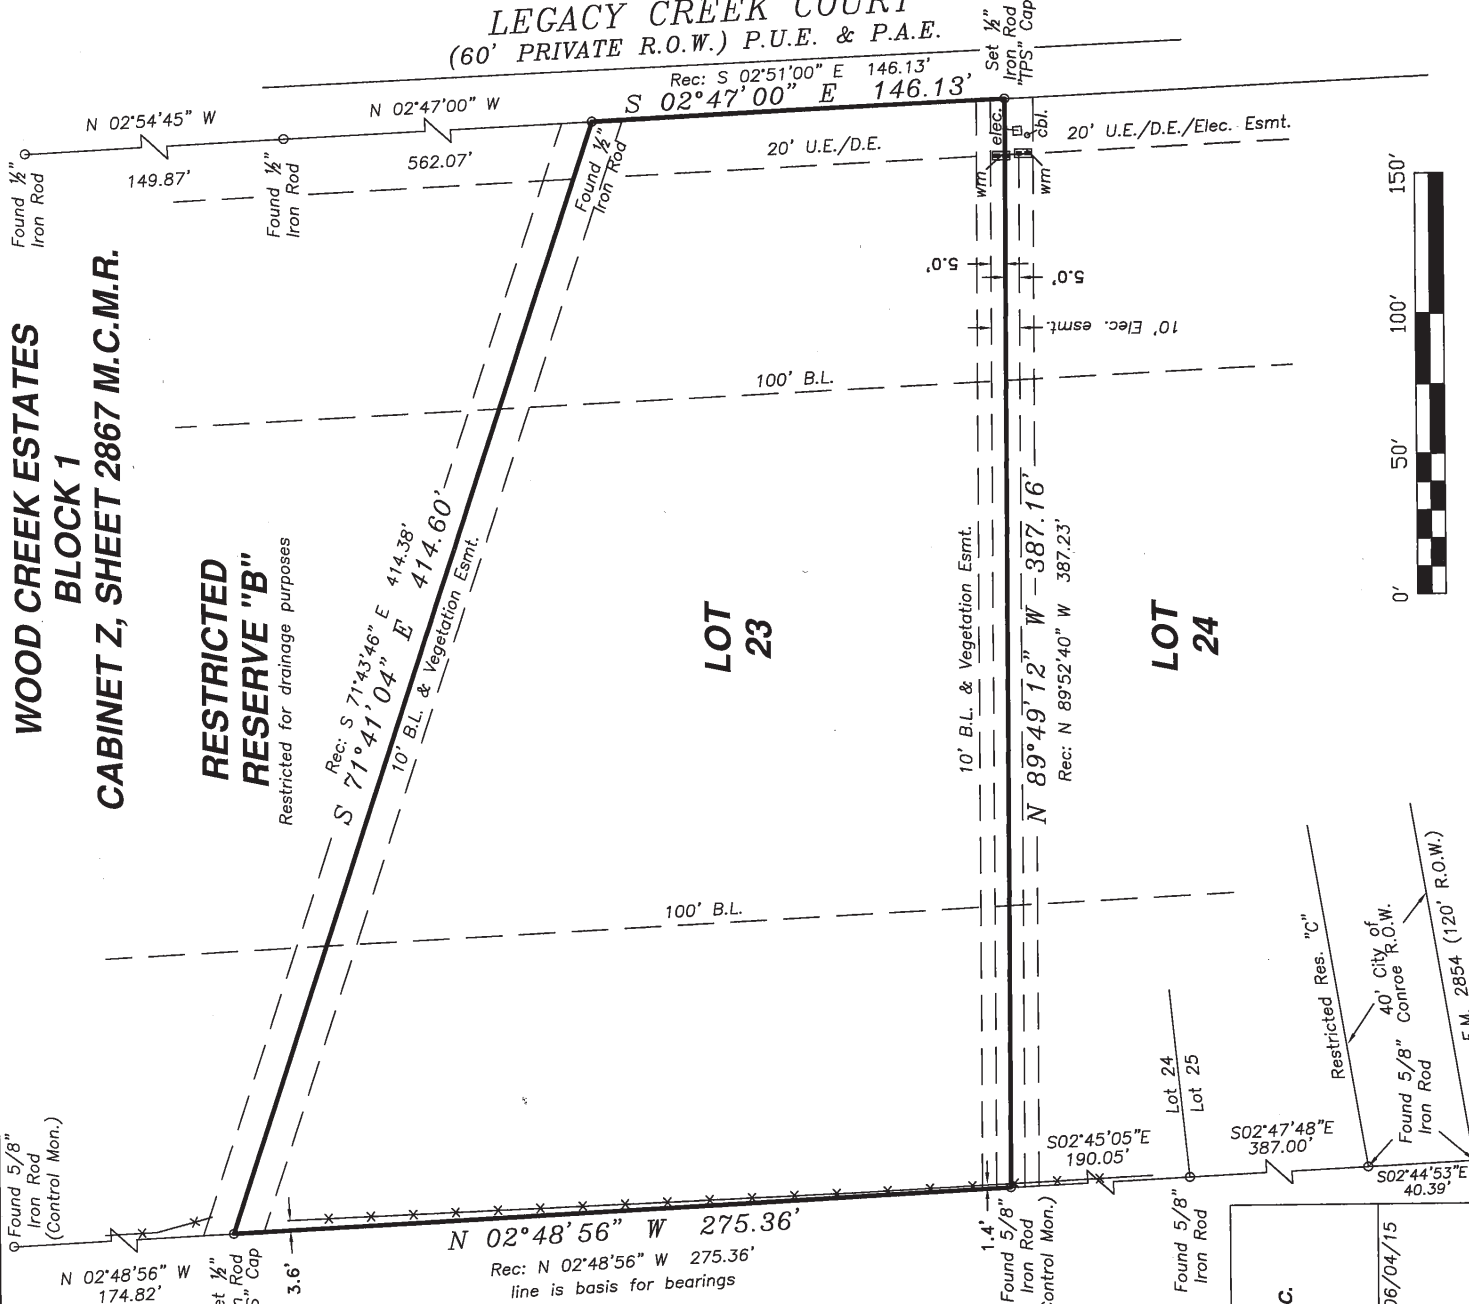 LEGACY CREEK COURT
(60' PRIVATE R.O.W.) P.U.E. & P.A.E.
Rec: S 02°51'00" E 146.13'
S 02°47'00" E 146.13'
Set ½"
Iron Rod
"TPS" Cap
N 02°54'45" W
149.87'
N 02°47'00" W
562.07'
Found ½"
Iron Rod
Found ½"
Iron Rod
Found ½"
Iron Rod
20' U.E./D.E.
elec.
cbl.
20' U.E./D.E./Elec. Esmt.
wm
wm
5.0'
5.0'
10' Elec. esmt.
150'
100'
50'
0'
WOOD CREEK ESTATES
BLOCK 1
CABINET Z, SHEET 2867 M.C.M.R.
RESTRICTED
RESERVE "B"
Restricted for drainage purposes
100' B.L.
Rec: S 71°43'46" E 414.38'
S 71°41'04" E 414.60'
10' B.L. & Vegetation Esmt.
LOT
23
10' B.L. & Vegetation Esmt.
N 89°49'12" W 387.16'
Rec: N 89°52'40" W 387.23'
LOT
24
100' B.L.
Restricted Res. "C"
40' City of
Conroe R.O.W.
F.M. 2854 (120' R.O.W.)
Lot 24
Lot 25
Found 5/8"
Iron Rod
S02°45'05"E
190.05'
S02°47'48"E
387.00'
S02°44'53"E
40.39'
Found 5/8"
Iron Rod
(Control Mon.)
N 02°48'56" W
174.82'
½"
Rod
Cap
3.6'
N 02°48'56" W 275.36'
Rec: N 02°48'56" W 275.36'
line is basis for bearings
1.4'
Found 5/8"
Iron Rod
Control Mon.)
Found 5/8"
Iron Rod
C.
06/04/15